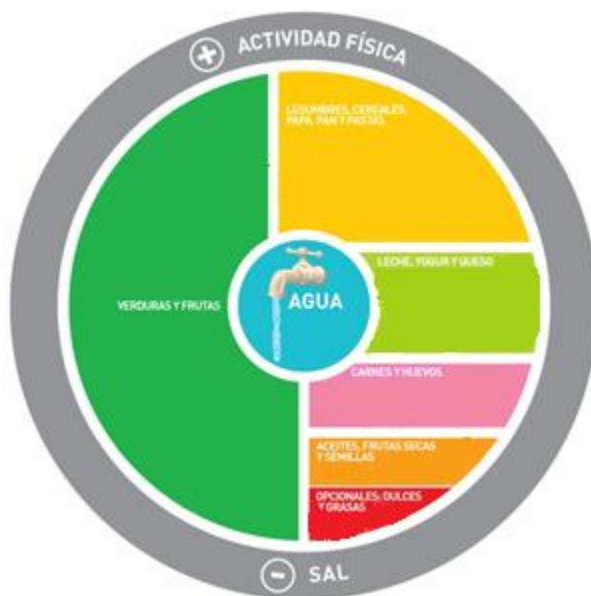 + ACTIVIDAD FÍSICA
LEGUMBRES, CEREALES,
PAPA, PAN Y PASTAS
LECHE, YOGUR Y QUESO
AGUA
VERDURAS Y FRUTAS
CARNES Y HUEVOS
ACEITES, FRUTAS SECAS
Y SEMILLAS
OPCIONALES: DULCES
Y GRASAS
- SAL